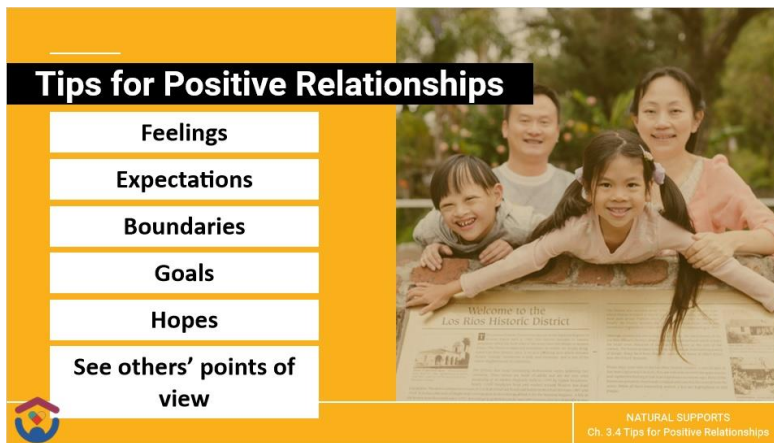 Tips for Positive Relationships
Feelings
Expectations
Boundaries
Goals
Hopes
See others’ points of
view
Welcome to the
Los Rios Historic District
NATURAL SUPPORTS
Ch. 3.4 Tips for Positive Relationships